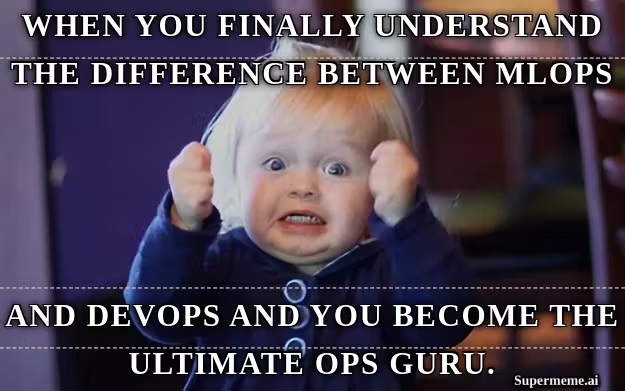 WHEN YOU FINALLY UNDERSTAND
THE DIFFERENCE BETWEEN MLOPS
AND DEVOPS AND YOU BECOME THE
ULTIMATE OPS GURU.
Supermeme.ai